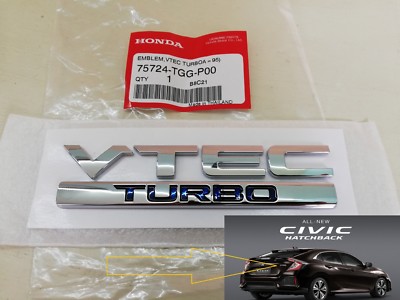 HONDA
EMBLEM,VTEC TURBO(A > 95)
75724-TGG-P00
QTY 1 B8C21
MADE IN THAILAND
VTEC
TURBO
ALL-NEW
CIVIC
HATCHBACK